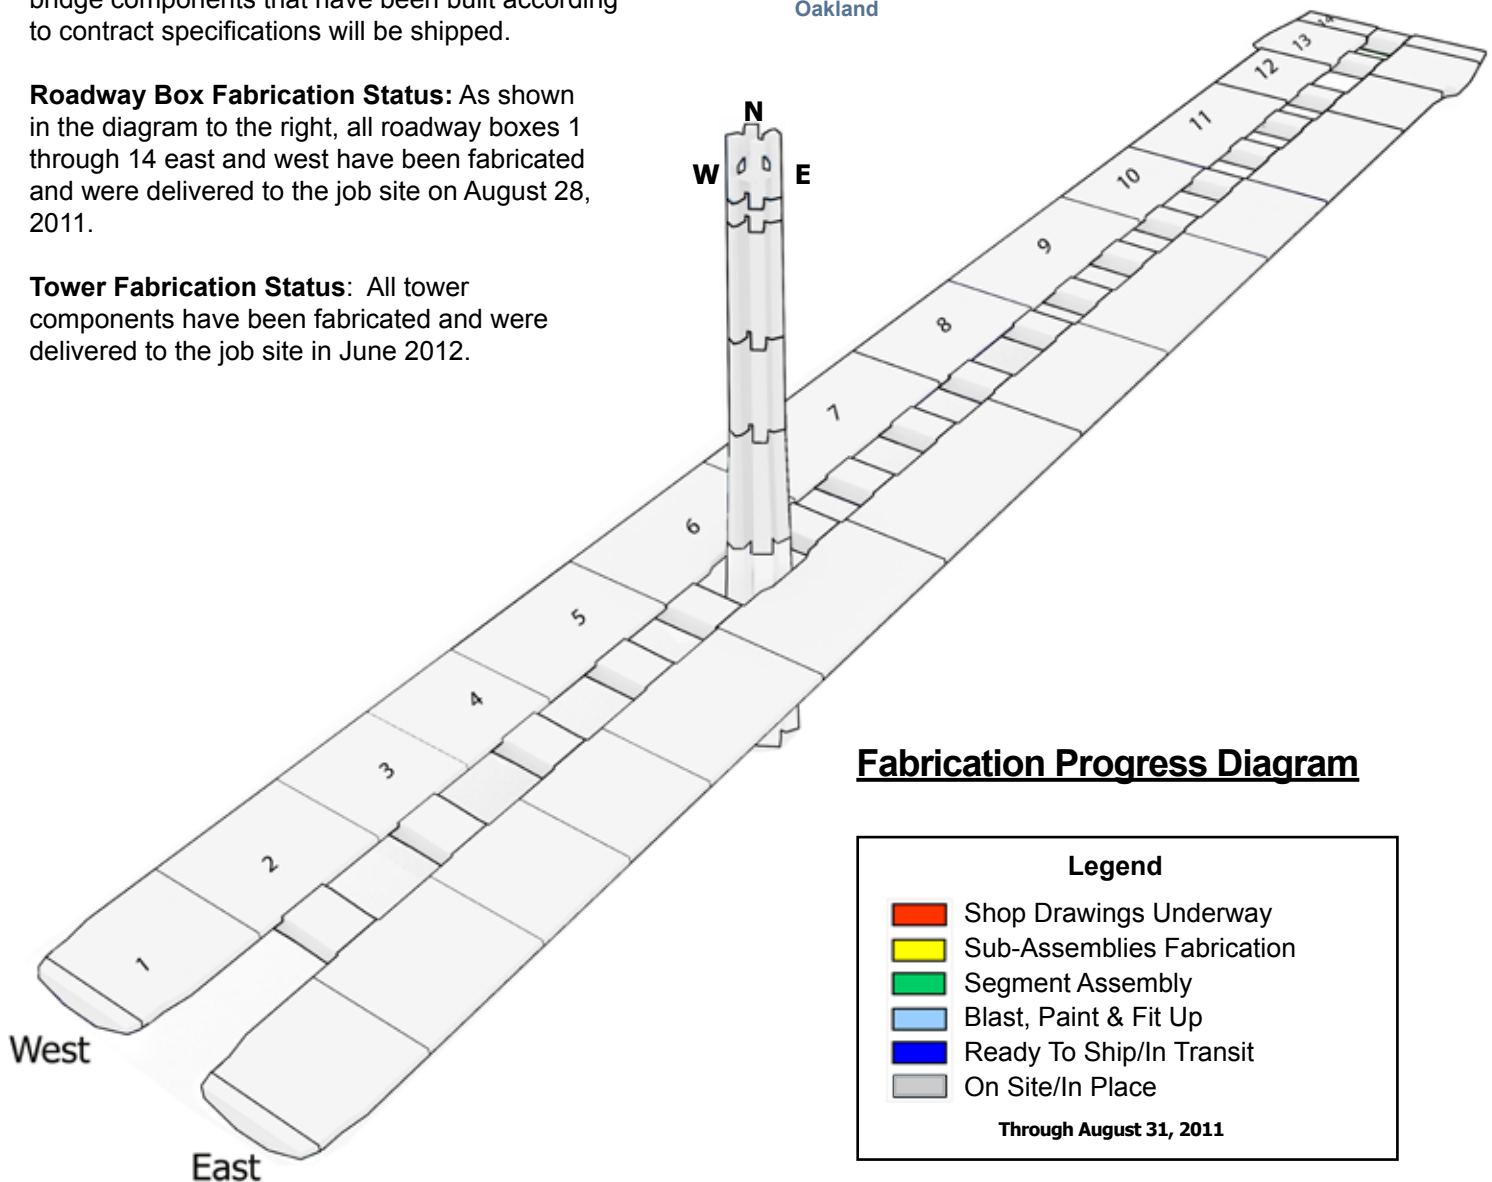 bridge components that have been built according
to contract specifications will be shipped.
Roadway Box Fabrication Status: As shown
in the diagram to the right, all roadway boxes 1
through 14 east and west have been fabricated
and were delivered to the job site on August 28,
2011.
Tower Fabrication Status:  All tower
components have been fabricated and were
delivered to the job site in June 2012.
Oakland
N
W
E
14
13
12
11
10
9
8
7
6
5
4
3
2
1
West
East
Fabrication Progress Diagram
Legend
Shop Drawings Underway
Sub-Assemblies Fabrication
Segment Assembly
Blast, Paint & Fit Up
Ready To Ship/In Transit
On Site/In Place
Through August 31, 2011